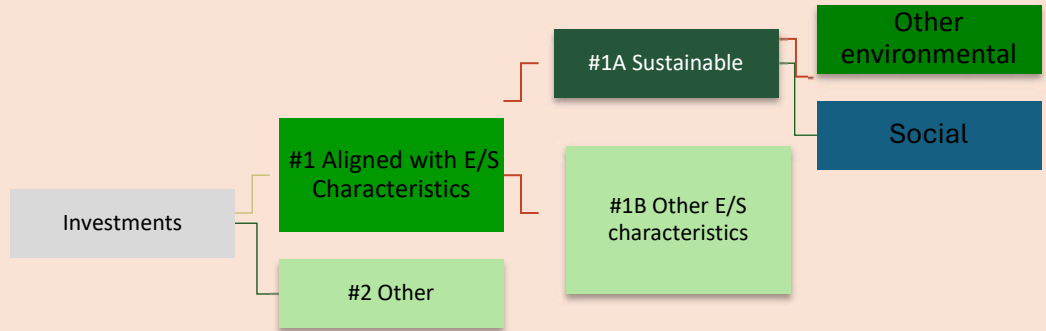 Investments
#1 Aligned with E/S
Characteristics
#2 Other
#1A Sustainable
#1B Other E/S
characteristics
Other
environmental
Social